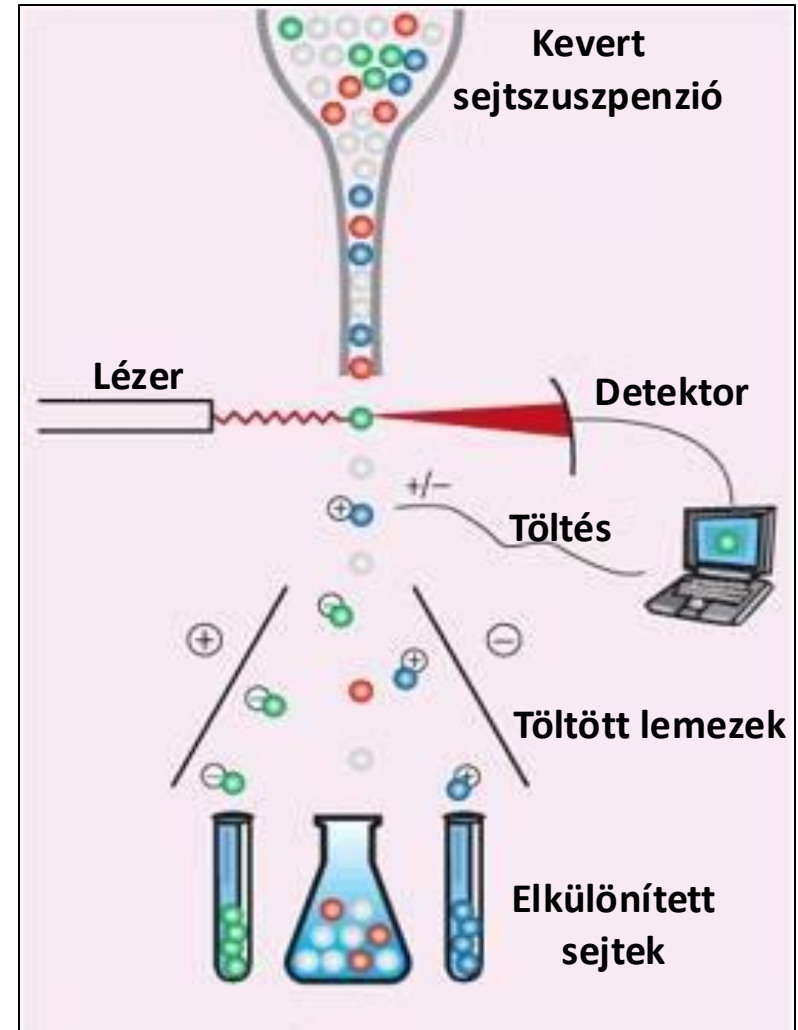 Kevert
sejtszuszpenzió
Lézer
Detektor
+/−
Töltés
+
−
Töltött lemezek
Elkülönített
sejtek